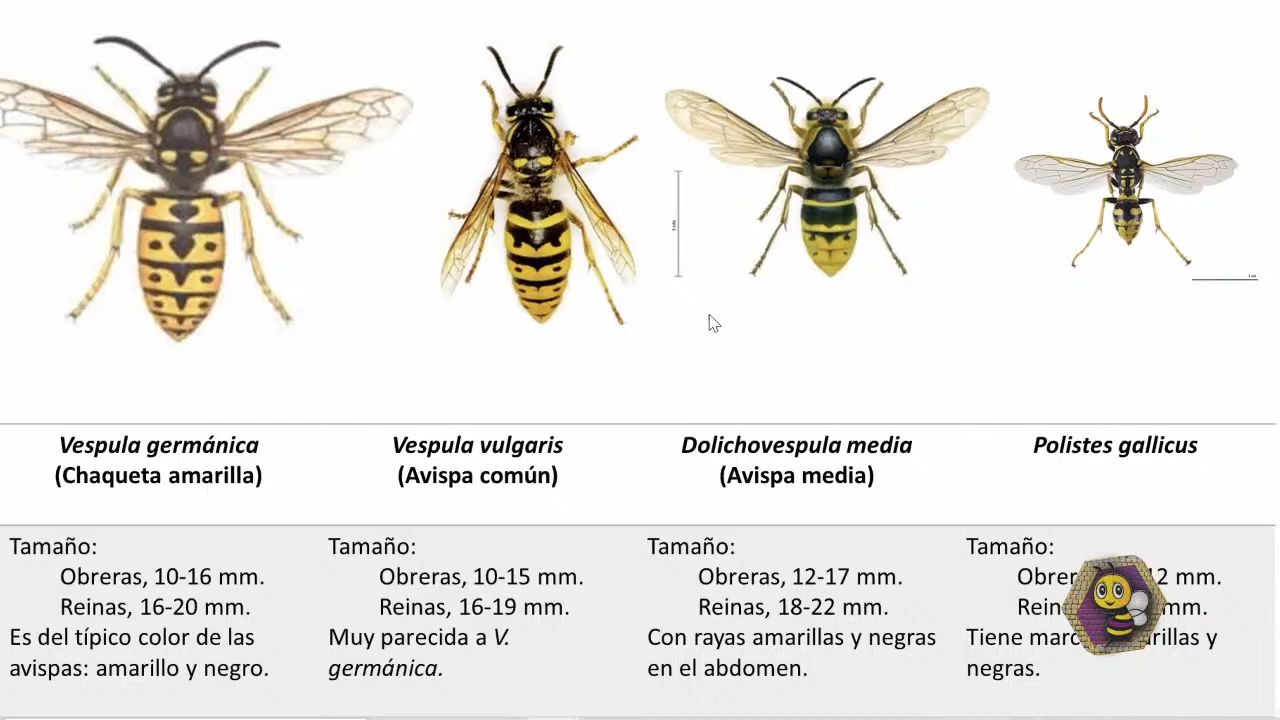 Vespula germánica
(Chaqueta amarilla)
Vespula vulgaris
(Avispa común)
Dolichovespula media
(Avispa media)
Polistes gallicus
Tamaño:
Obreras, 10-16 mm.
Reinas, 16-20 mm.
Es del típico color de las
avispas: amarillo y negro.
Tamaño:
Obreras, 10-15 mm.
Reinas, 16-19 mm.
Muy parecida a V.
germánica.
Tamaño:
Obreras, 12-17 mm.
Reinas, 18-22 mm.
Con rayas amarillas y negras
en el abdomen.
Tamaño:
mm.
mm.
Tiene y
negras.